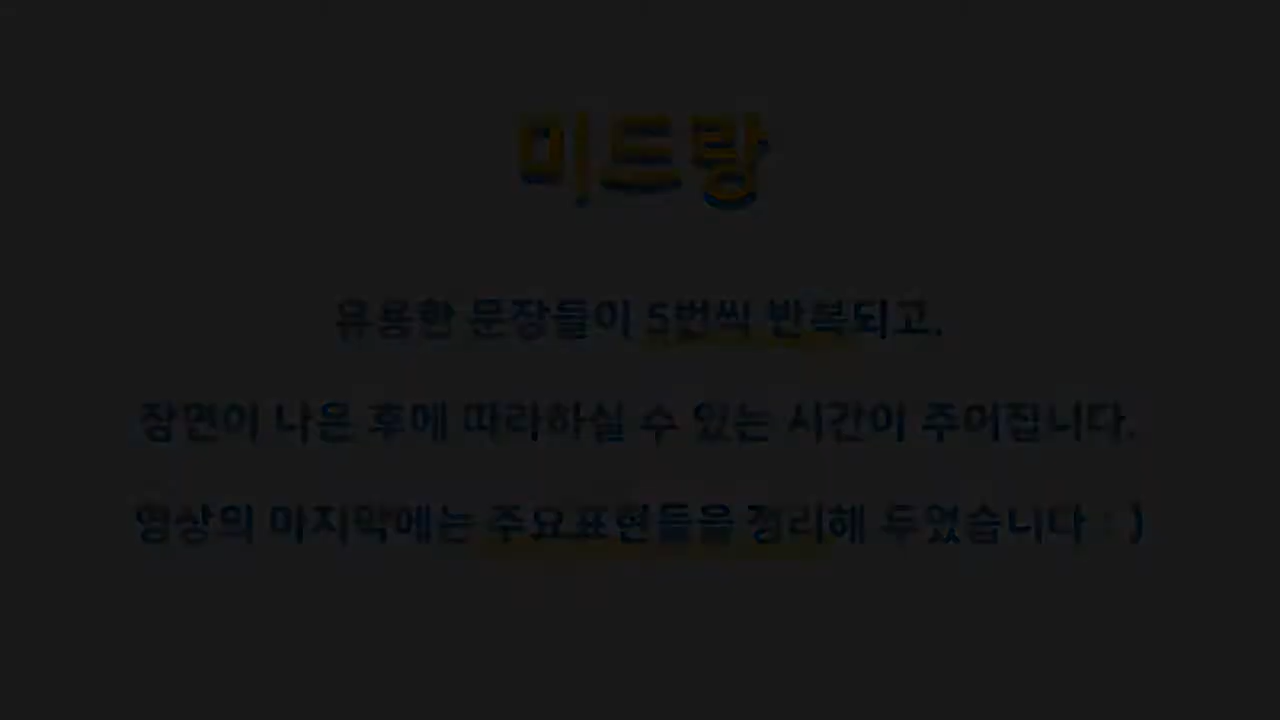 미드랑
유용한 문장들이 5번씩 반복되고.
장면이 나온 후에 따라하실 수 있는 시간이 주어집니다.
영상의 마지막에는 주요표현들을 정리해 두었습니다 : )